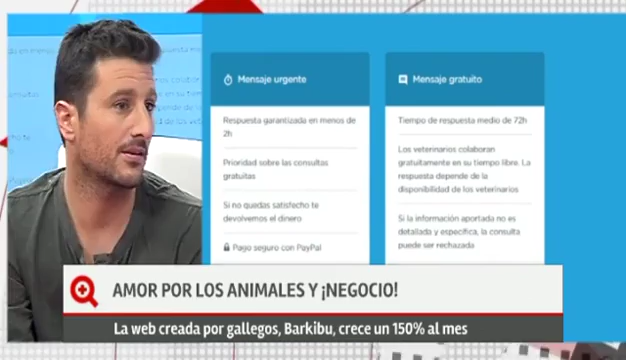 Mensaje urgente
Respuesta garantizada en menos de
2h
Prioridad sobre las consultas
gratuitas
Si no quedas satisfecho te
devolvemos el dinero
Pago seguro con PayPal
Mensaje gratuito
Tiempo de respuesta medio de 72h
Los veterinarios colaboran
gratuitamente en su tiempo libre. La
respuesta depende de la
disponibilidad de los veterinarios
Si la información aportada no es
detallada y específica, la consulta
puede ser rechazada
AMOR POR LOS ANIMALES Y ¡NEGOCIO!
La web creada por gallegos, Barkibu, crece un 150% al mes